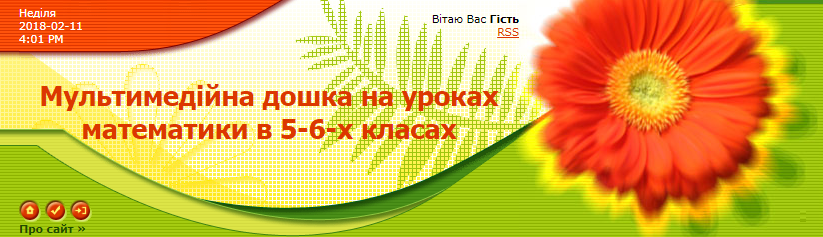 Неділя
2018-02-11
4:01 PM
Вітаю Вас Гість
RSS
Мультимедійна дошка на уроках
математики в 5-6-х класах
Про сайт »